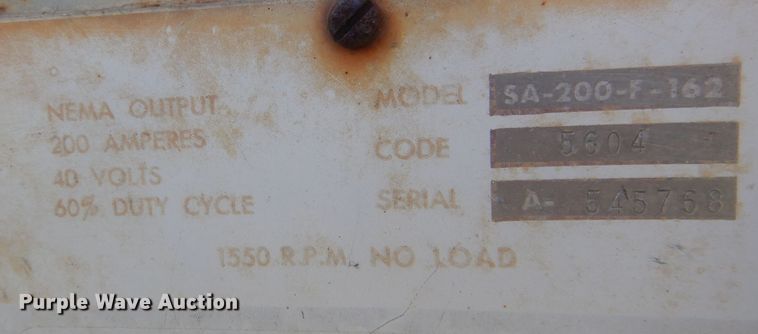 NEMA OUTPUT
200 AMPERES
40 VOLTS
60% DUTY CYCLE
MODEL SA-200-F-162
CODE 5604
SERIAL A- 545768
1550 R.P.M. NO LOAD
Purple Wave Auction